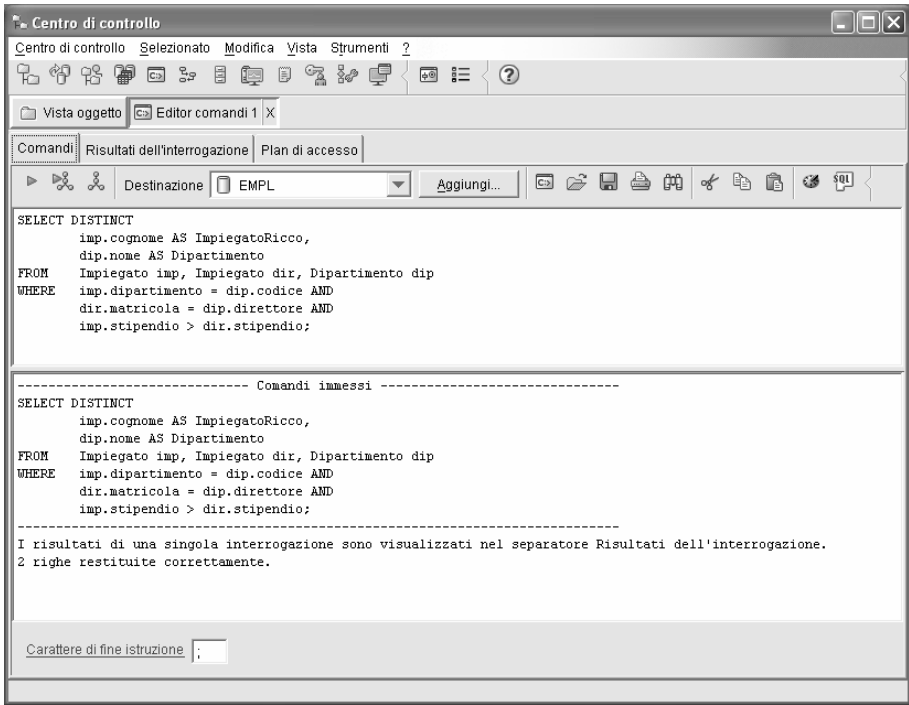 Centro di controllo
Centro di controllo Selezionato Modifica Vista Strumenti ?
Vista oggetto Editor comandi 1 X
Comandi Risultati dell'interrogazione Plan di accesso
Destinazione EMPL Aggiungi...
SELECT DISTINCT
imp.cognome AS ImpiegatoRicco,
dip.nome AS Dipartimento
FROM Impiegato imp, Impiegato dir, Dipartimento dip
WHERE imp.dipartimento = dip.codice AND
dir.matricola = dip.direttore AND
imp.stipendio > dir.stipendio;
------------------------------ Comandi immessi -------------------------------
SELECT DISTINCT
imp.cognome AS ImpiegatoRicco,
dip.nome AS Dipartimento
FROM Impiegato imp, Impiegato dir, Dipartimento dip
WHERE imp.dipartimento = dip.codice AND
dir.matricola = dip.direttore AND
imp.stipendio > dir.stipendio;
------------------------------------------------------------------------------
I risultati di una singola interrogazione sono visualizzati nel separatore Risultati dell'interrogazione.
2 righe restituite correttamente.
Carattere di fine istruzione ;